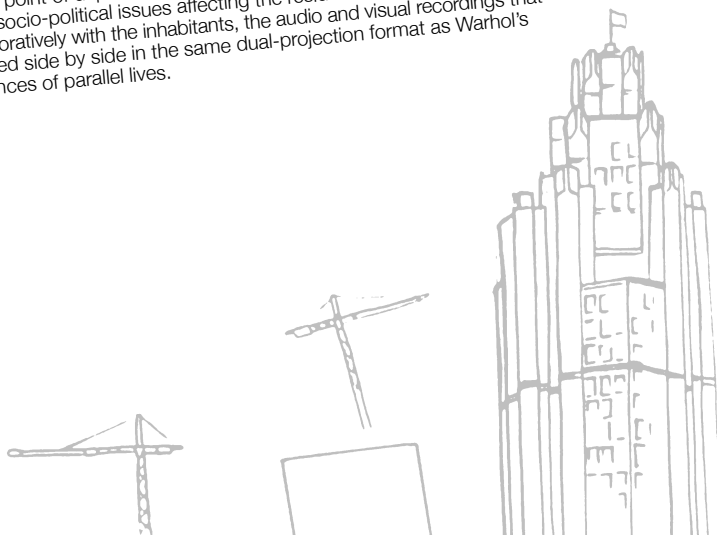 point of
socio-political issues affecting the
oratively with the inhabitants, the audio and visual recordings that
ed side by side in the same dual-projection format as Warhol's
nces of parallel lives.